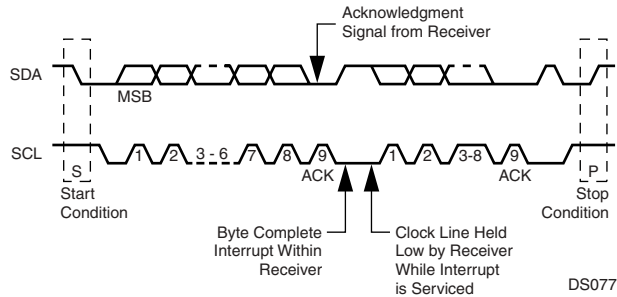 Acknowledgment
Signal from Receiver
SDA
MSB
SCL
S
1
2
3 - 6
7
8
9
1
2
3-8
9
P
ACK
ACK
Start
Condition
Stop
Condition
Byte Complete
Interrupt Within
Receiver
Clock Line Held
Low by Receiver
While Interrupt
is Serviced
DS077